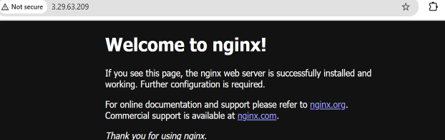 Not secure 3.29.63.209
Welcome to nginx!
If you see this page, the nginx web server is successfully installed and
working. Further configuration is required.
For online documentation and support please refer to nginx.org.
Commercial support is available at nginx.com.
Thank you for using nginx.